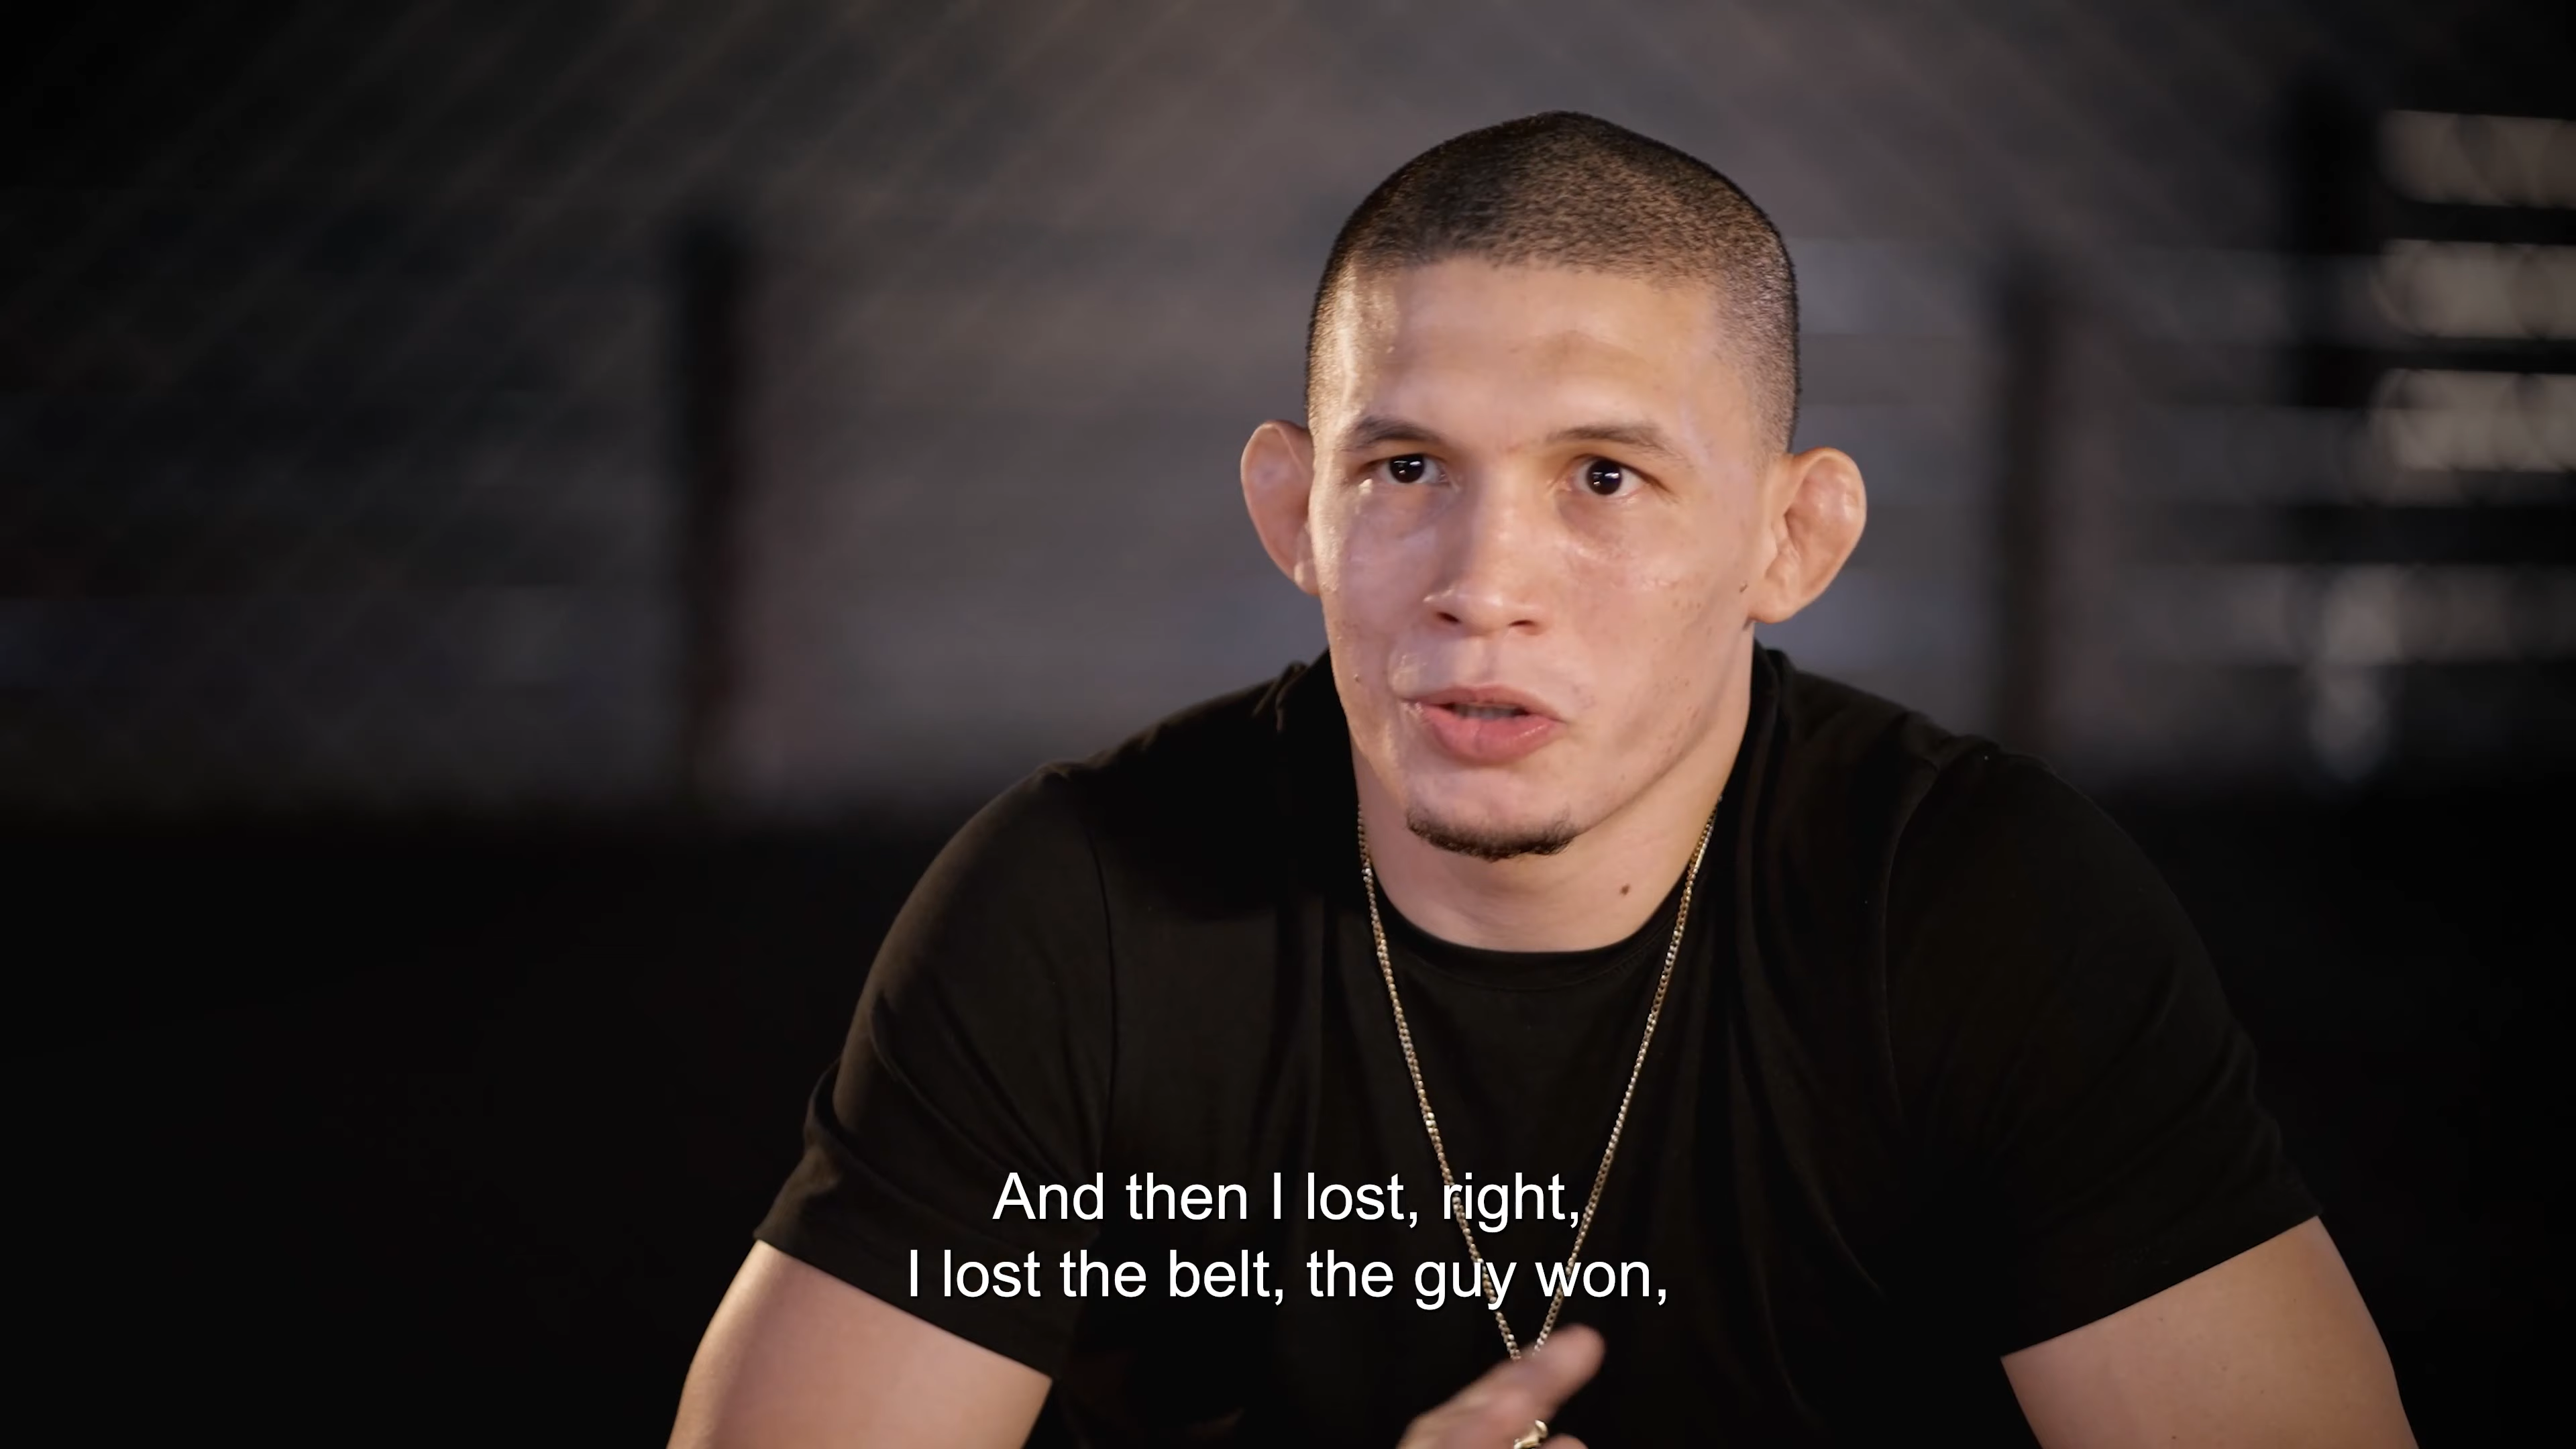 And then I lost, right,
I lost the belt, the guy won,